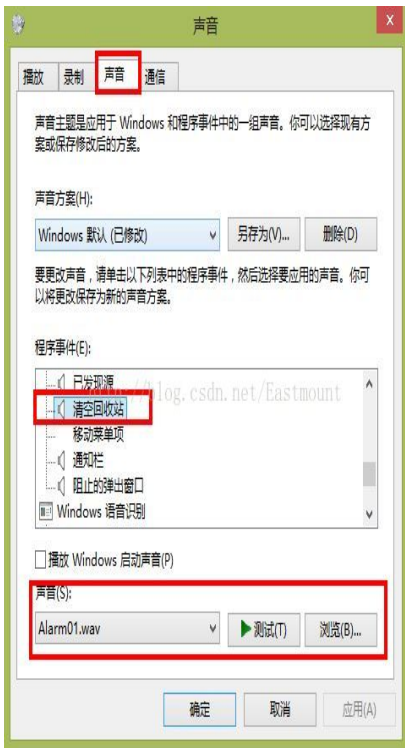 声音
x
播放 录制 声音 通信
声音主题是应用于 Windows 和程序事件中的一组声音。你可以选择现有方
案或保存修改后的方案。
声音方案(H):
Windows 默认 (已修改) 另存为(V)... 删除(D)
要更改声音，请单击以下列表中的程序事件，然后选择要应用的声音。你可
以将更改保存为新的声音方案。
程序事件(E):
已发现源
blog.csdn.net/Eastmount
清空回收站
移动菜单项
通知栏
阻止的弹出窗口
Windows 语音识别
播放 Windows 启动声音(P)
声音(S):
Alarm01.wav 测试(T) 浏览(B)...
确定 取消 应用(A)